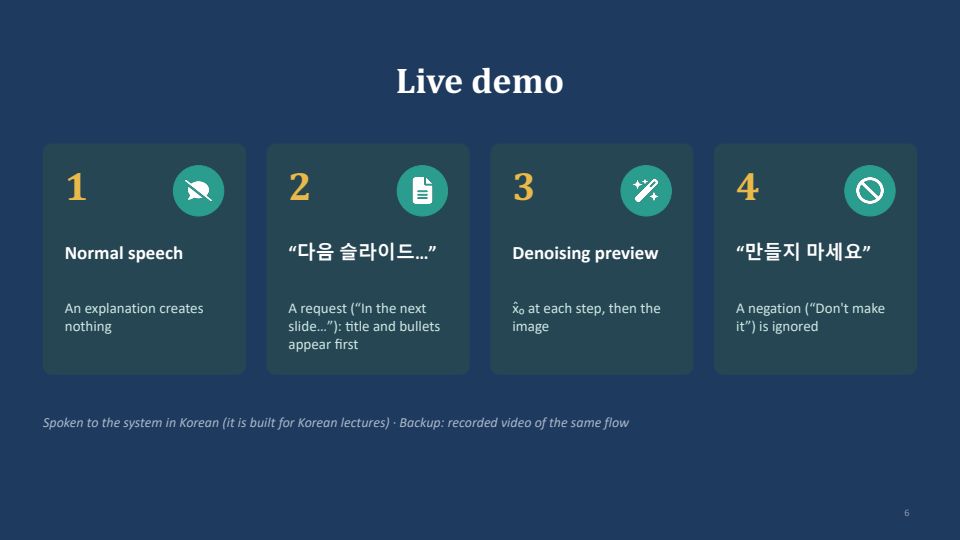 Live demo
1
Normal speech
An explanation creates
nothing
2
“다음 슬라이드…”
A request (“In the next
slide…”): title and bullets
appear first
3
Denoising preview
x̂₀ at each step, then the
image
4
“만들지 마세요”
A negation (“Don't make
it”) is ignored
Spoken to the system in Korean (it is built for Korean lectures) · Backup: recorded video of the same flow
6